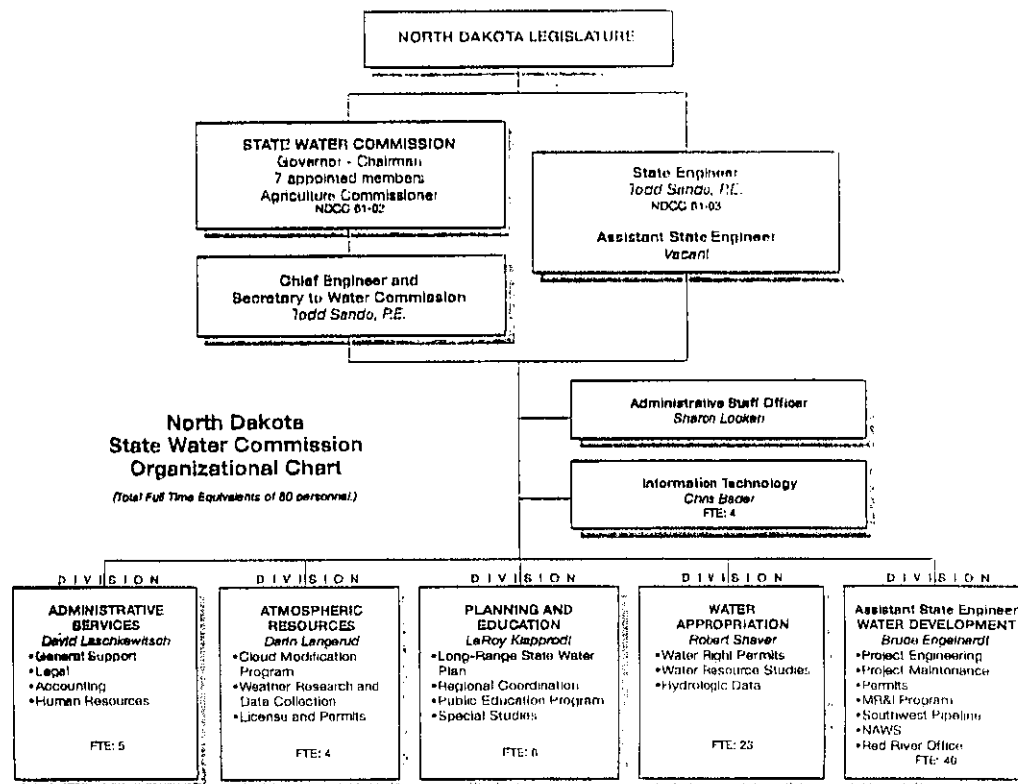 NORTH DAKOTA LEGISLATURE
STATE WATER COMMISSION
Governor - Chairman
7 appointed members
Agriculture Commissioner
NDCC 61-02
State Engineer
Todd Sando, P.E.
NDCC 61-03
Assistant State Engineer
Vacant
Chief Engineer and
Secretary to Water Commission
Todd Sando, P.E.
North Dakota
State Water Commission
Organizational Chart
(Total Full Time Equivalents of 80 personnel.)
Administrative Staff Officer
Sharon Locken
Information Technology
Chris Bader
FTE: 4
DIVISION
ADMINISTRATIVE
SERVICES
David Laschkewitsch
•General Support
•Legal
•Accounting
•Human Resources
FTE: 5
DIVISION
ATMOSPHERIC
RESOURCES
Darin Langerud
•Cloud Modification
Program
•Weather Research and
Data Collection
•License and Permits
FTE: 4
DIVISION
PLANNING AND
EDUCATION
LeRoy Klapprodt
•Long-Range State Water
Plan
•Regional Coordination
•Public Education Program
•Special Studies
FTE:
DIVISION
WATER
APPROPRIATION
Robert Shaver
•Water Right Permits
•Water Resource Studies
•Hydrologic Data
FTE: 23
DIVISION
Assistant State Engineer
WATER DEVELOPMENT
Bruce Engelhardt
•Project Engineering
•Project Maintenance
•Permits
•MR&I Program
•Southwest Pipeline
•NAWS
•Red River Office
FTE: